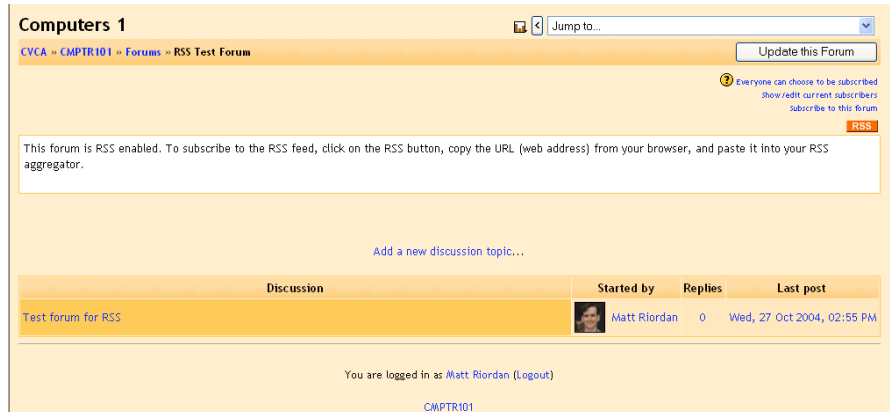 Computers 1
< Jump to...
CVCA » CMPTR101 » Forums » RSS Test Forum
Update this Forum
? Everyone can choose to be subscribed
Show/edit current subscribers
Subscribe to this forum
RSS
This forum is RSS enabled. To subscribe to the RSS feed, click on the RSS button, copy the URL (web address) from your browser, and paste it into your RSS
aggregator.
Add a new discussion topic...
Discussion Started by Replies Last post
Test forum for RSS Matt Riordan 0 Wed, 27 Oct 2004, 02:55 PM
You are logged in as Matt Riordan (Logout)
CMPTR101